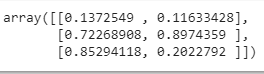 array([[0.1372549 , 0.11633428],
       [0.72268908, 0.8974359 ],
       [0.85294118, 0.2022792 ]])